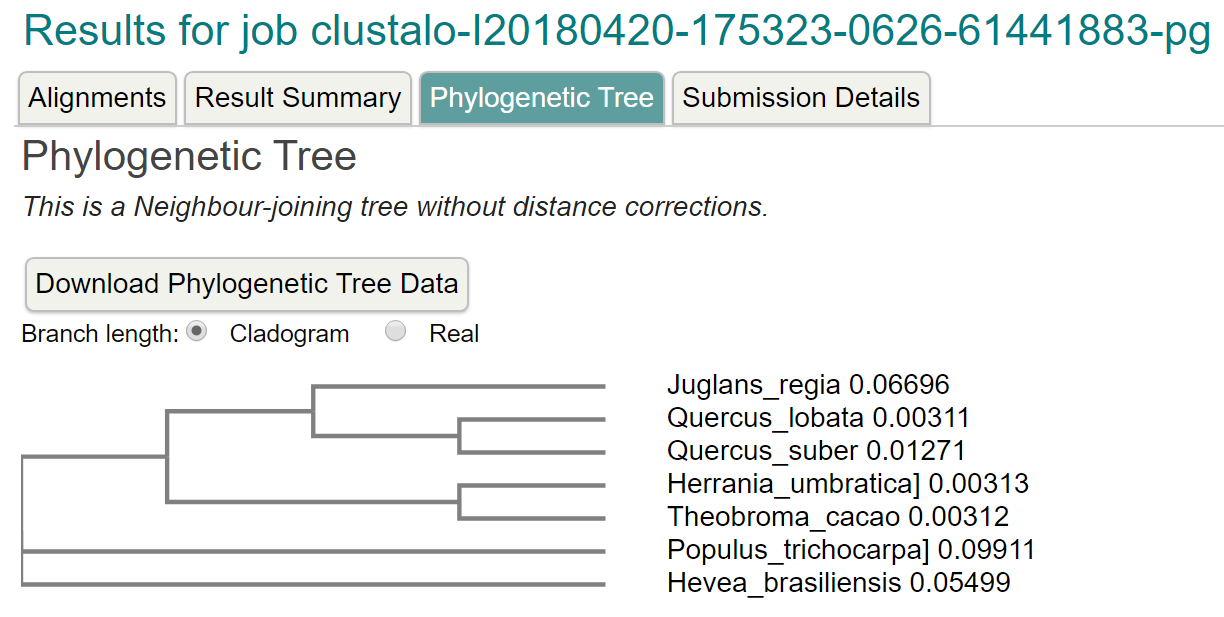 Results for job clustalo-I20180420-175323-0626-61441883-pg
Alignments Result Summary Phylogenetic Tree Submission Details
Phylogenetic Tree
This is a Neighbour-joining tree without distance corrections.
Download Phylogenetic Tree Data
Branch length: Cladogram Real
Juglans_regia 0.06696
Quercus_lobata 0.00311
Quercus_suber 0.01271
Herrania_umbratica] 0.00313
Theobroma_cacao 0.00312
Populus_trichocarpa] 0.09911
Hevea_brasiliensis 0.05499